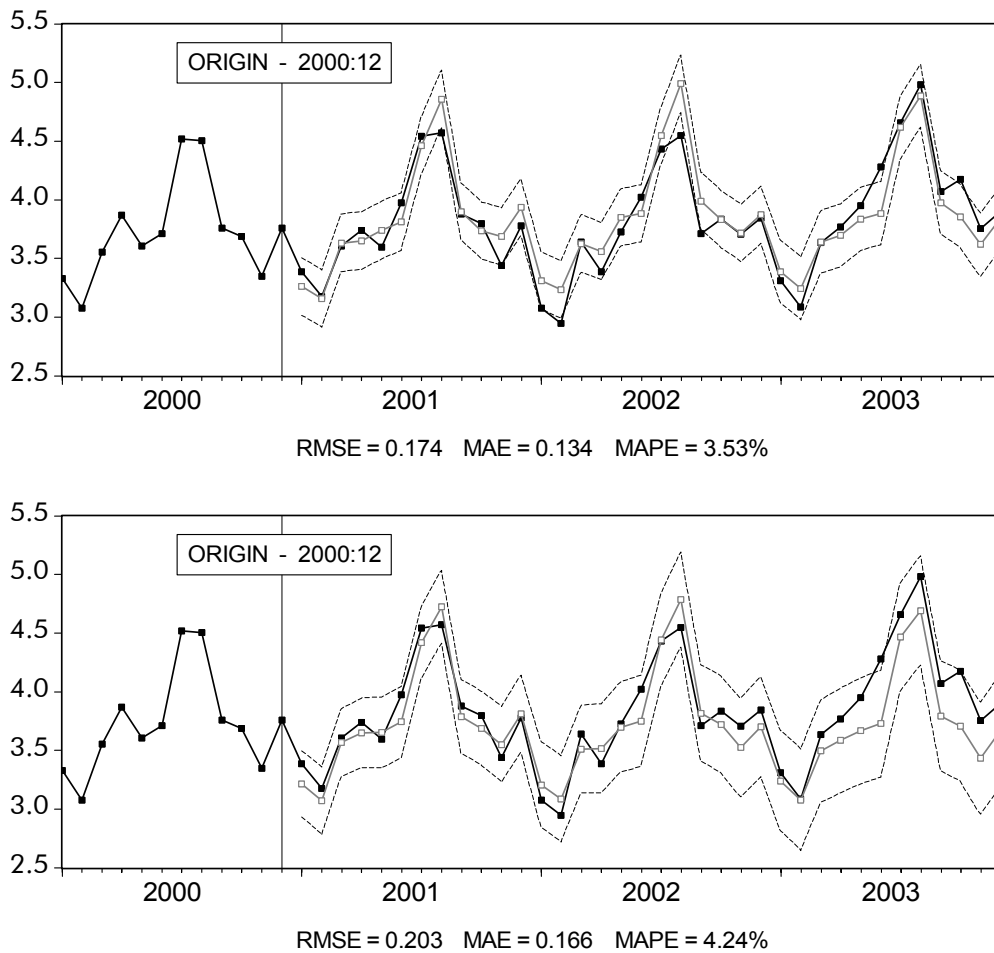 5.5
ORIGIN - 2000:12
5.0
4.5
4.0
3.5
3.0
2.5
2000 2001 2002 2003
RMSE = 0.174 MAE = 0.134 MAPE = 3.53%
5.5
ORIGIN - 2000:12
5.0
4.5
4.0
3.5
3.0
2.5
2000 2001 2002 2003
RMSE = 0.203 MAE = 0.166 MAPE = 4.24%